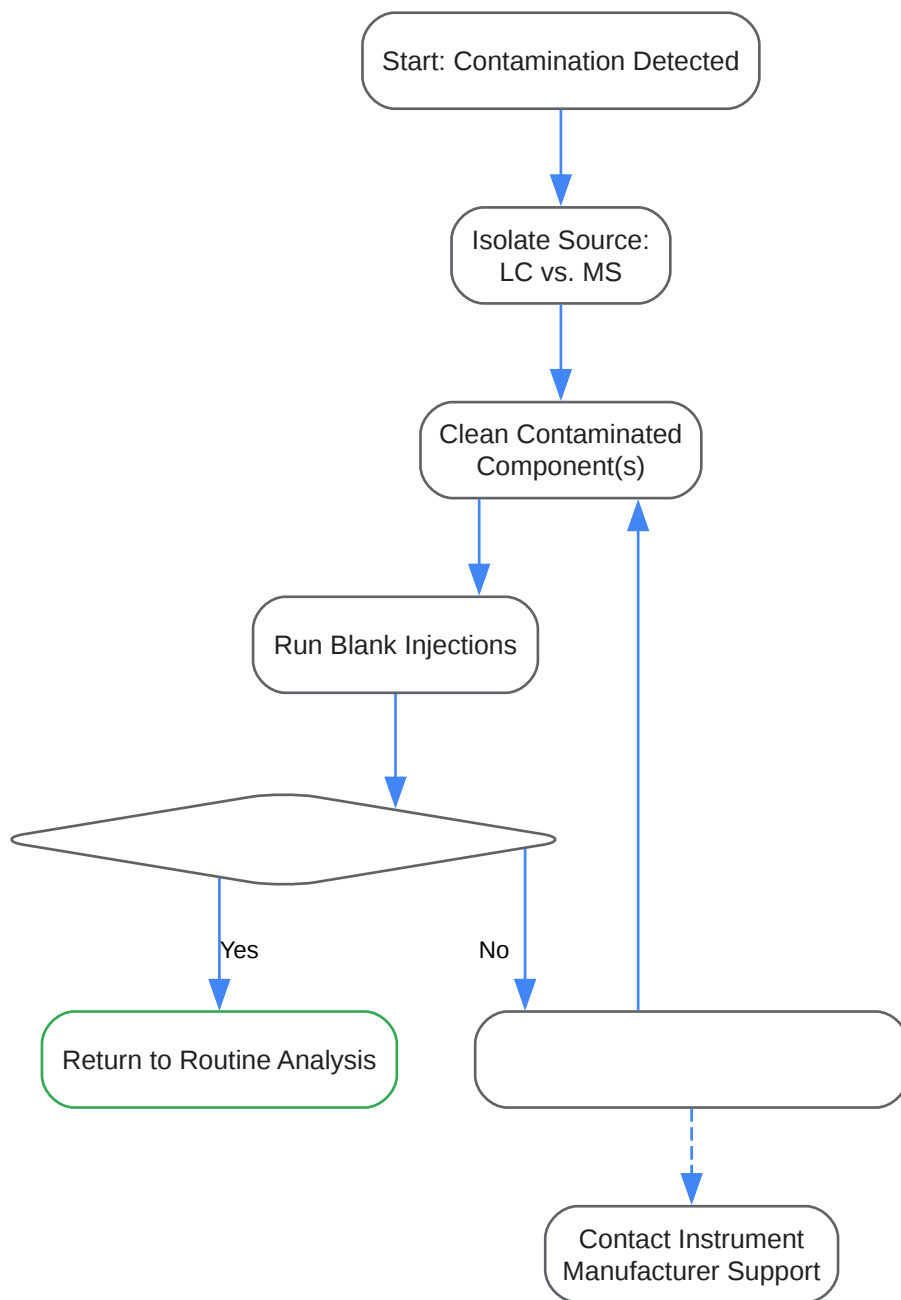 Start: Contamination Detected
Isolate Source:
LC vs. MS
Clean Contaminated
Component(s)
Run Blank Injections
Yes
No
Return to Routine Analysis
Contact Instrument
Manufacturer Support